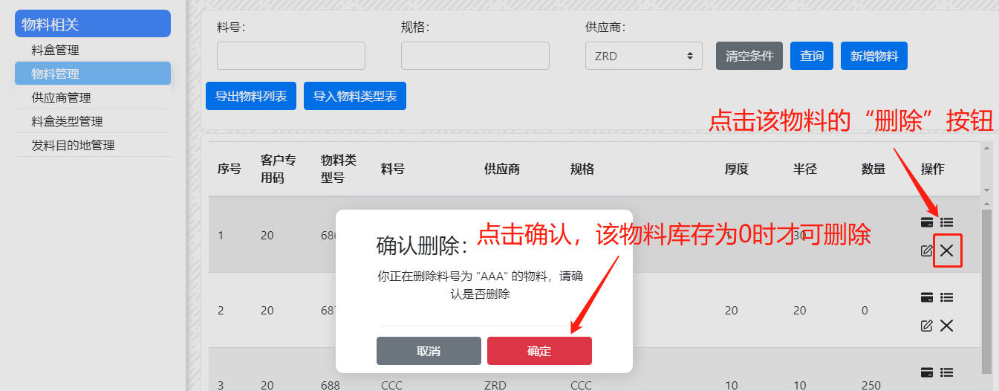 物料相关
料盒管理
物料管理
供应商管理
料盒类型管理
发料目的地管理
料号：
规格：
供应商：
ZRD
清空条件
查询
新增物料
导出物料列表
导入物料类型表
点击该物料的“删除”按钮
序号
客户专
用码
物料类
型号
料号
供应商
规格
厚度
半径
数量
操作
1
20
686
30
确认删除：
点击确认，该物料库存为0时才可删除
你正在删除料号为 "AAA" 的物料，请确
认是否删除
取消
确定
2
20
687
20
20
0
3
20
688
CCC
ZRD
CCC
10
10
250